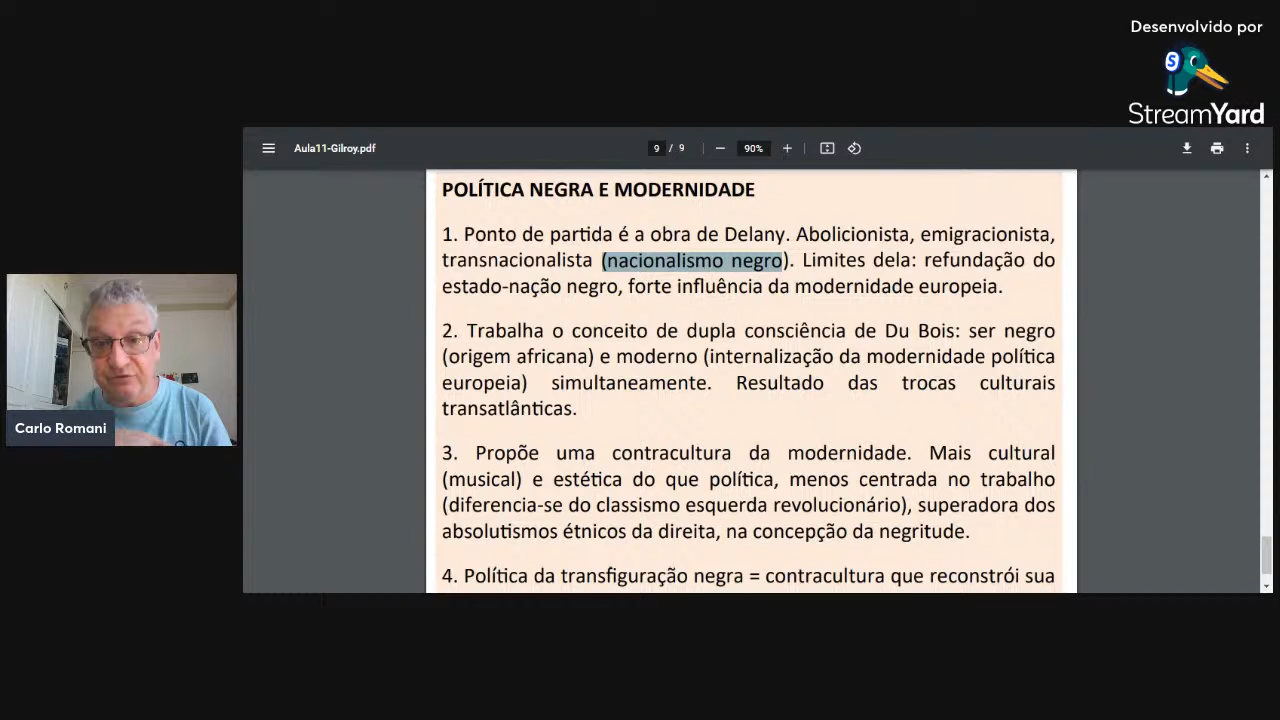 Desenvolvido por
S
StreamYard
Aula11-Gilroy.pdf
9 / 9
90%
POLÍTICA NEGRA E MODERNIDADE
1. Ponto de partida é a obra de Delany. Abolicionista, emigracionista,
transnacionalista (nacionalismo negro). Limites dela: refundação do
estado-nação negro, forte influência da modernidade europeia.
2. Trabalha o conceito de dupla consciência de Du Bois: ser negro
(origem africana) e moderno (internalização da modernidade política
europeia) simultaneamente. Resultado das trocas culturais
transatlânticas.
3. Propõe uma contracultura da modernidade. Mais cultural
(musical) e estética do que política, menos centrada no trabalho
(diferencia-se do classismo esquerda revolucionário), superadora dos
absolutismos étnicos da direita, na concepção da negritude.
4. Política da transfiguração negra = contracultura que reconstrói sua
Carlo Romani